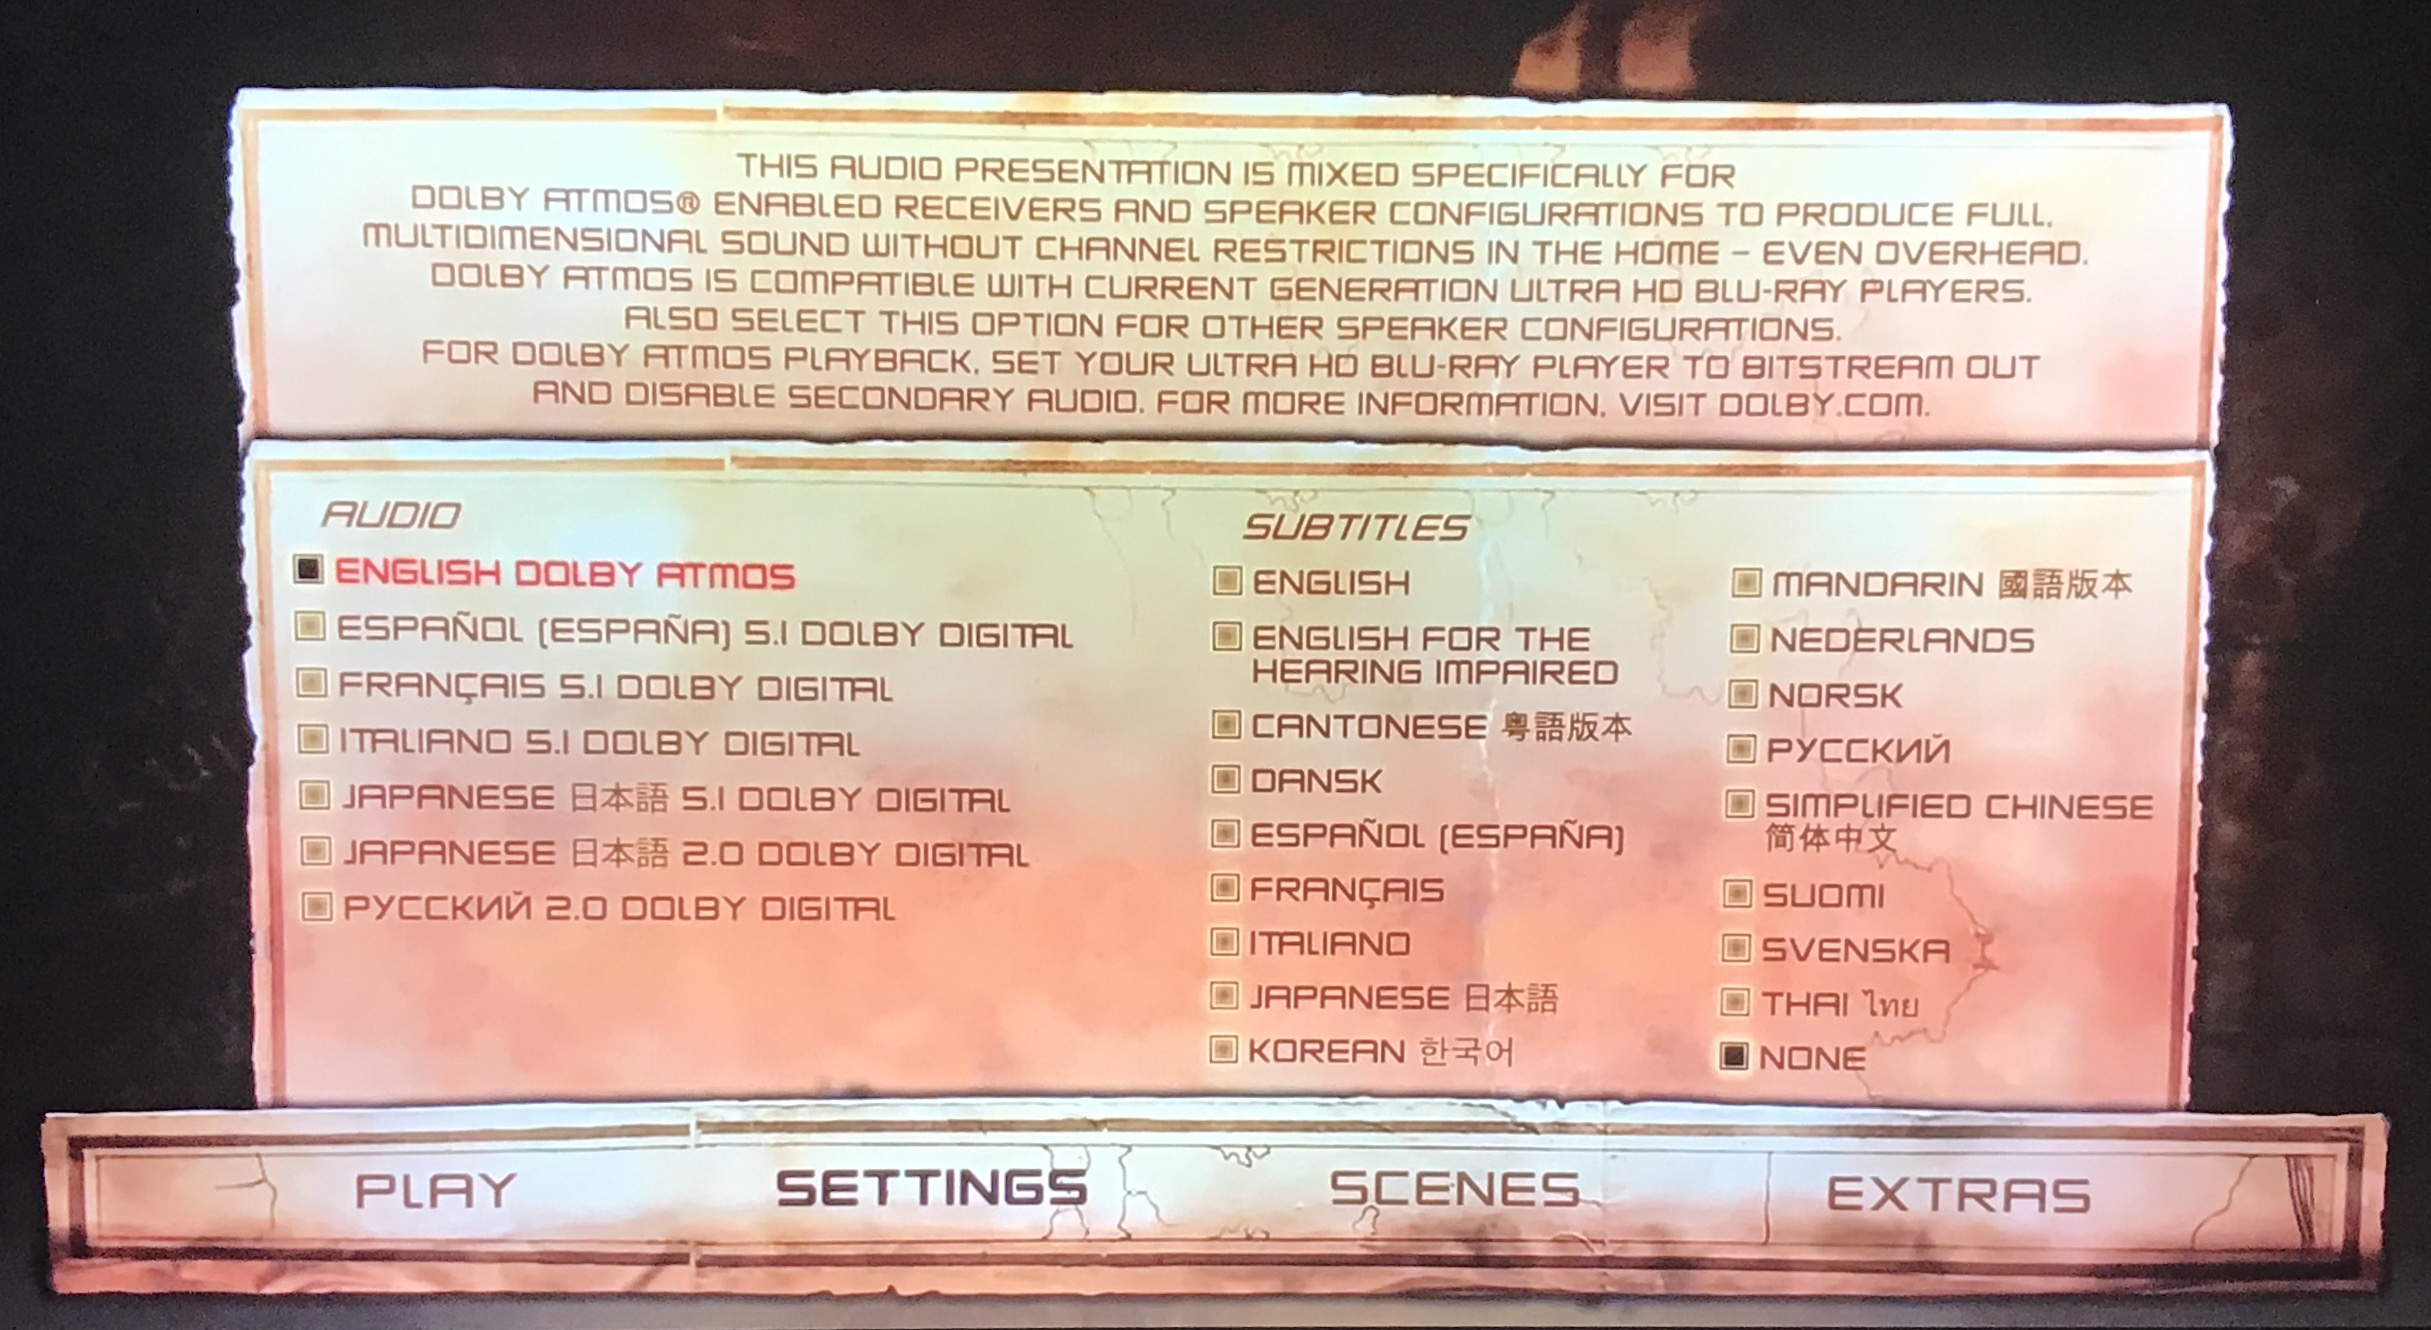 THIS AUDIO PRESENTATION IS MIXED SPECIFICALLY FOR
DOLBY ATMOS® ENABLED RECEIVERS AND SPEAKER CONFIGURATIONS TO PRODUCE FULL,
MULTIDIMENSIONAL SOUND WITHOUT CHANNEL RESTRICTIONS IN THE HOME – EVEN OVERHEAD.
DOLBY ATMOS IS COMPATIBLE WITH CURRENT GENERATION ULTRA HD BLU-RAY PLAYERS.
ALSO SELECT THIS OPTION FOR OTHER SPEAKER CONFIGURATIONS.
FOR DOLBY ATMOS PLAYBACK, SET YOUR ULTRA HD BLU-RAY PLAYER TO BITSTREAM OUT
AND DISABLE SECONDARY AUDIO. FOR MORE INFORMATION, VISIT DOLBY.COM.
AUDIO
ENGLISH DOLBY ATMOS
ESPAÑOL (ESPAÑA) 5.1 DOLBY DIGITAL
FRANÇAIS 5.1 DOLBY DIGITAL
ITALIANO 5.1 DOLBY DIGITAL
JAPANESE 日本語 5.1 DOLBY DIGITAL
JAPANESE 日本語 2.0 DOLBY DIGITAL
РУССКИЙ 2.0 DOLBY DIGITAL
SUBTITLES
ENGLISH
ENGLISH FOR THE
HEARING IMPAIRED
CANTONESE 粵語版本
DANSK
ESPAÑOL (ESPAÑA)
FRANÇAIS
ITALIANO
JAPANESE 日本語
KOREAN 한국어
MANDARIN 國語版本
NEDERLANDS
NORSK
РУССКИЙ
SIMPLIFIED CHINESE
简体中文
SUOMI
SVENSKA
THAI ไทย
NONE
PLAY
SETTINGS
SCENES
EXTRAS